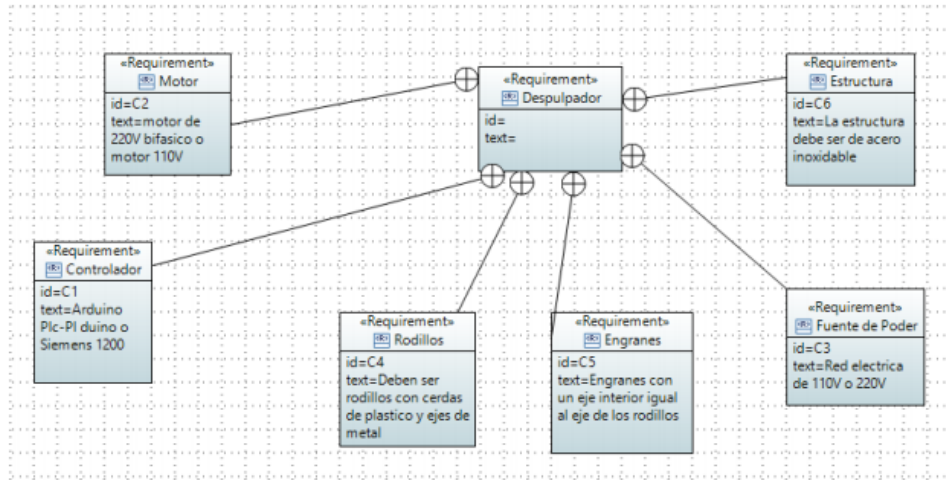 «Requirement»
Motor
id=C2
text=motor de
220V bifasico o
motor 110V
«Requirement»
Despulpador
id=
text=
«Requirement»
Estructura
id=C6
text=La estructura
debe ser de acero
inoxidable
«Requirement»
Controlador
id=C1
text=Arduino
Plc-Pl duino o
Siemens 1200
«Requirement»
Rodillos
id=C4
text=Deben ser
rodillos con cerdas
de plastico y ejes de
metal
«Requirement»
Engranes
id=C5
text=Engranes con
un eje interior igual
al eje de los rodillos
«Requirement»
Fuente de Poder
id=C3
text=Red electrica
de 110V o 220V